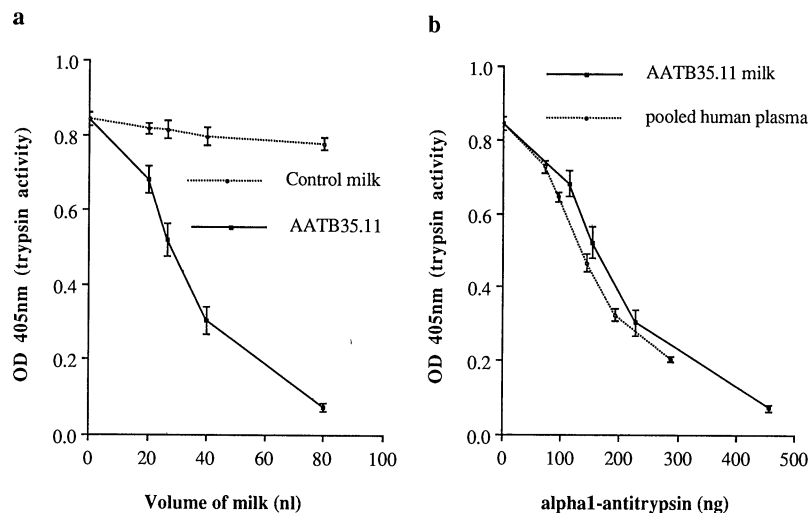 a
OD 405nm (trypsin activity)
1.0
0.8
0.6
0.4
0.2
0.0
Control milk
AATB35.11
0
20
40
60
80
100
Volume of milk (nl)
b
OD 405nm (trypsin activity)
1.0
0.8
0.6
0.4
0.2
0.0
AATB35.11 milk
pooled human plasma
0
100
200
300
400
500
alpha1-antitrypsin (ng)